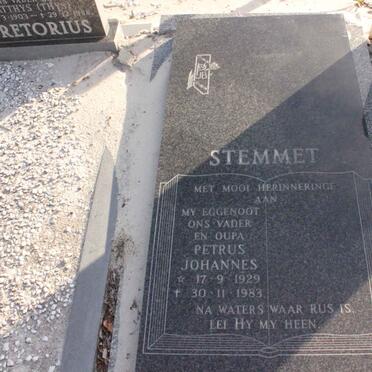 PRETORIUS
STEMMET
MET MOOI HERINNERINGE
AAN
MY EGGENOOT
ONS VADER
EN OUPA
PETRUS
JOHANNES
☆ 17 · 9 · 1929
† 30 · 11 · 1983
NA WATERS WAAR RUS IS,
LEI HY MY HEEN.